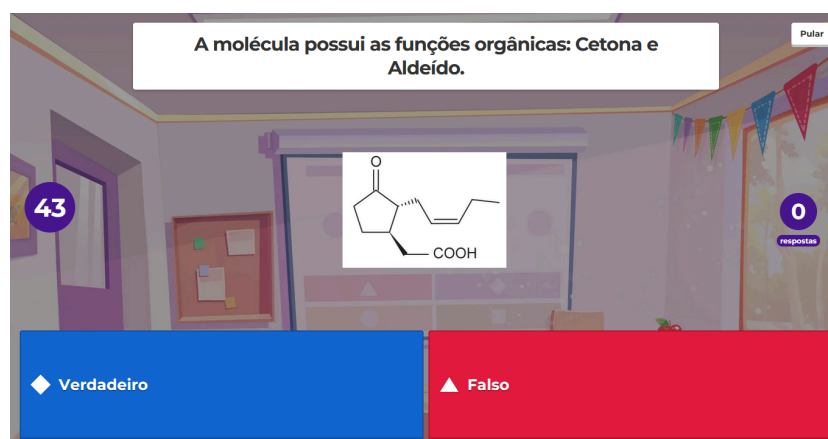 A molécula possui as funções orgânicas: Cetona e
Aldeído.
Pular
O
COOH
43
0
respostas
Verdadeiro
Falso